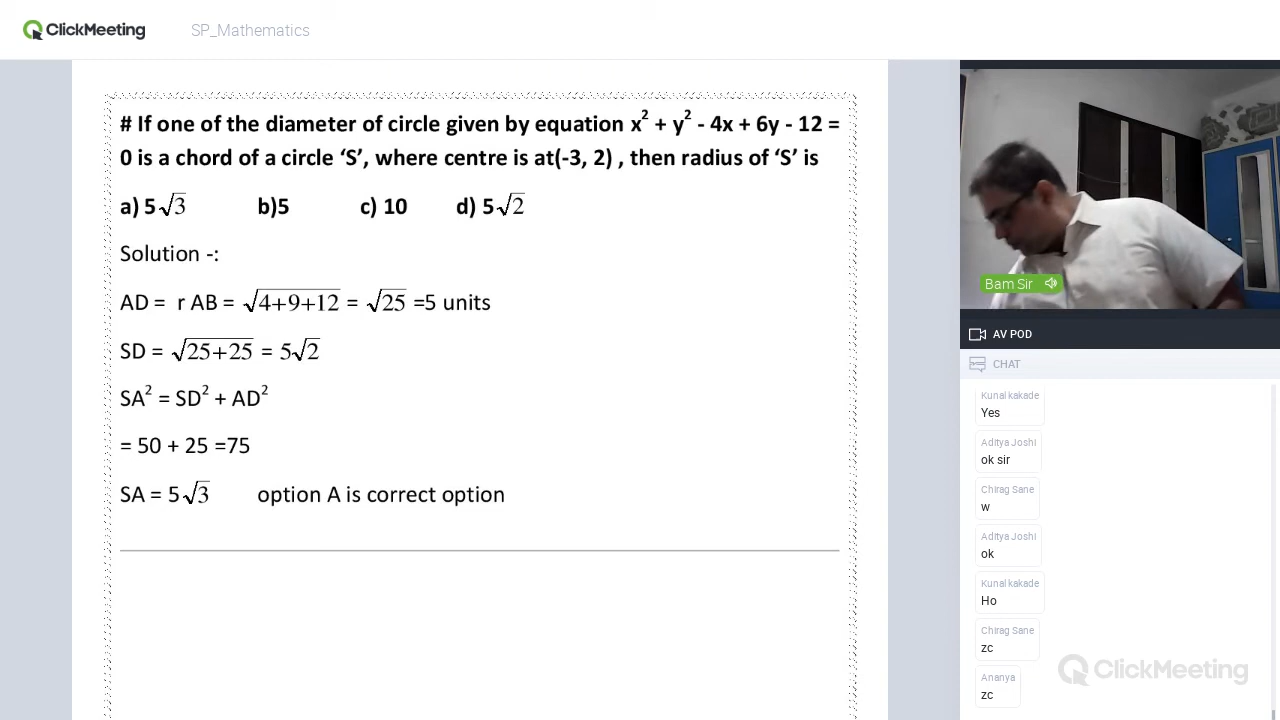 ClickMeeting
SP_Mathematics
# If one of the diameter of circle given by equation x² + y² - 4x + 6y - 12 =
0 is a chord of a circle ‘S’, where centre is at(-3, 2) , then radius of ‘S’ is
a) 5√3 b)5 c) 10 d) 5√2
Solution -:
AD = r AB = √4+9+12 = √25 =5 units
SD = √25+25 = 5√2
SA² = SD² + AD²
= 50 + 25 =75
SA = 5√3 option A is correct option
Bam Sir
AV POD
CHAT
Kunal kakade
Yes
Aditya Joshi
ok sir
Chirag Sane
w
Aditya Joshi
ok
Kunal kakade
Ho
Chirag Sane
zc
Ananya
zc
ClickMeeting